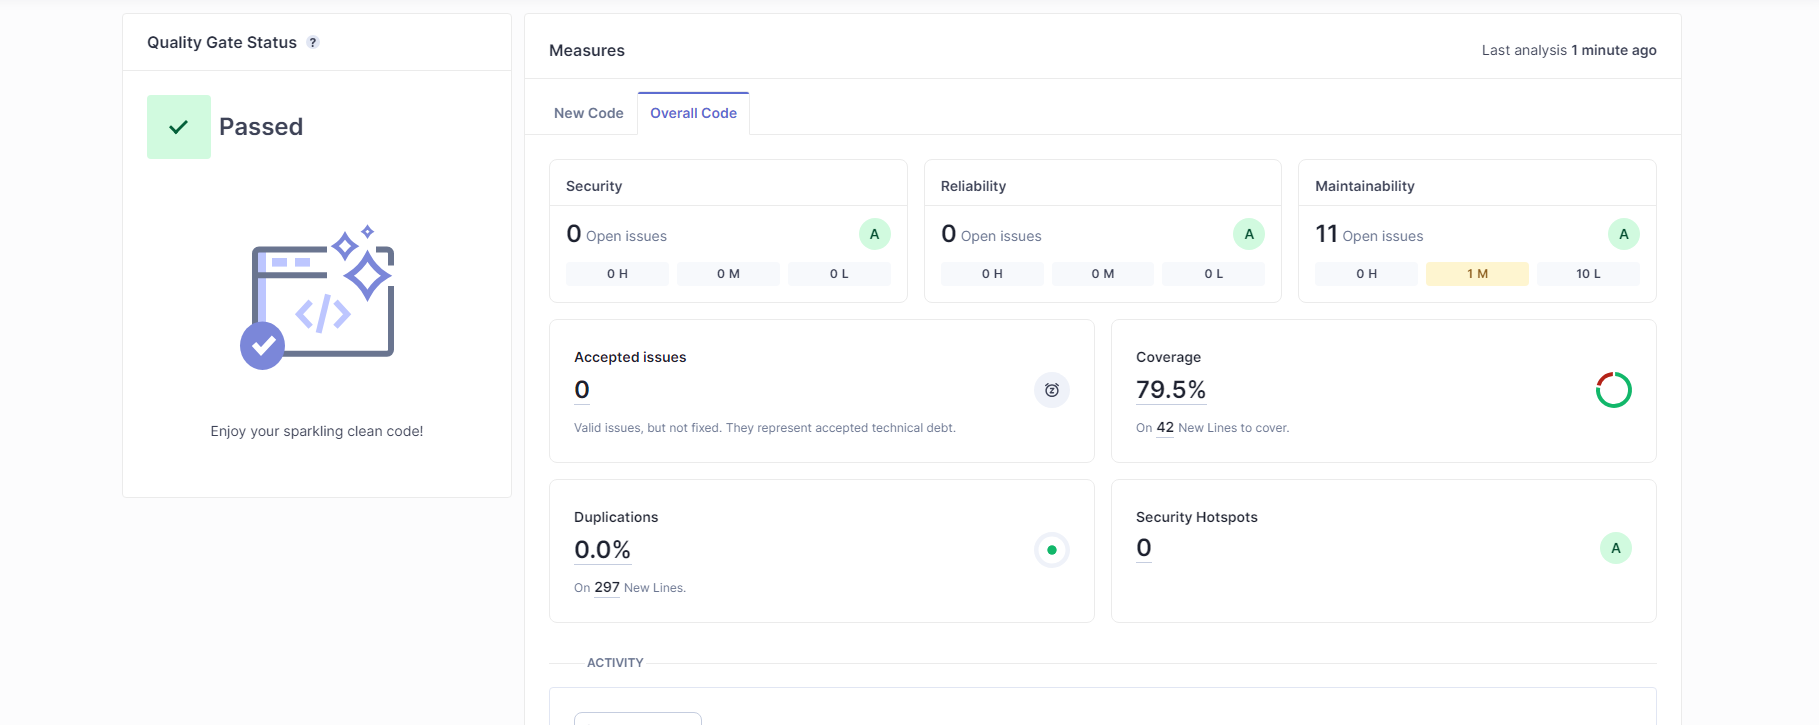 Quality Gate Status ?
Passed
Enjoy your sparkling clean code!
Measures
Last analysis 1 minute ago
New Code
Overall Code
Security
0 Open issues
A
0 H
0 M
0 L
Reliability
0 Open issues
A
0 H
0 M
0 L
Maintainability
11 Open issues
A
0 H
1 M
10 L
Accepted issues
0
Valid issues, but not fixed. They represent accepted technical debt.
Coverage
79.5%
On 42 New Lines to cover.
Duplications
0.0%
On 297 New Lines.
Security Hotspots
0
A
ACTIVITY